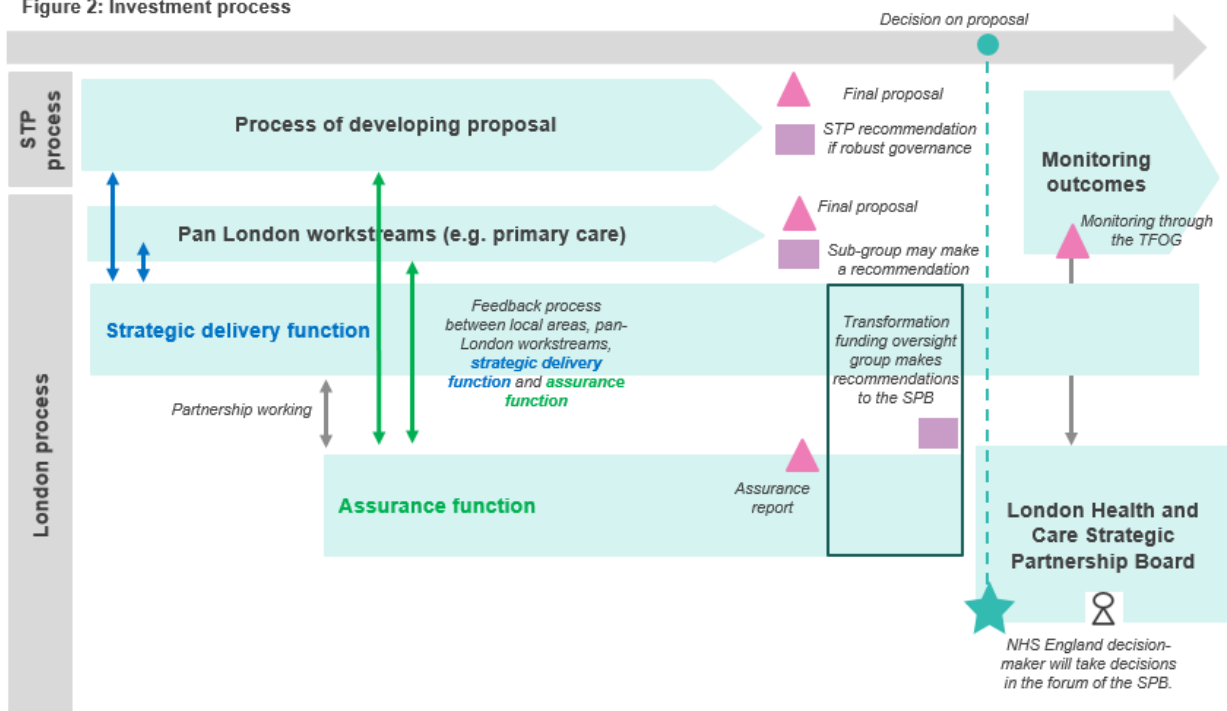 Figure 2: Investment process
Decision on proposal
STP
process
Process of developing proposal
Final proposal
STP recommendation
if robust governance
Monitoring
outcomes
Monitoring through
the TFOG
London process
Pan London workstreams (e.g. primary care)
Final proposal
Sub-group may make
a recommendation
Strategic delivery function
Feedback process
between local areas, pan-
London workstreams,
strategic delivery
function and assurance
function
Transformation
funding oversight
group makes
recommendations
to the SPB
Partnership working
Assurance function
Assurance
report
London Health and
Care Strategic
Partnership Board
NHS England decision-
maker will take decisions
in the forum of the SPB.